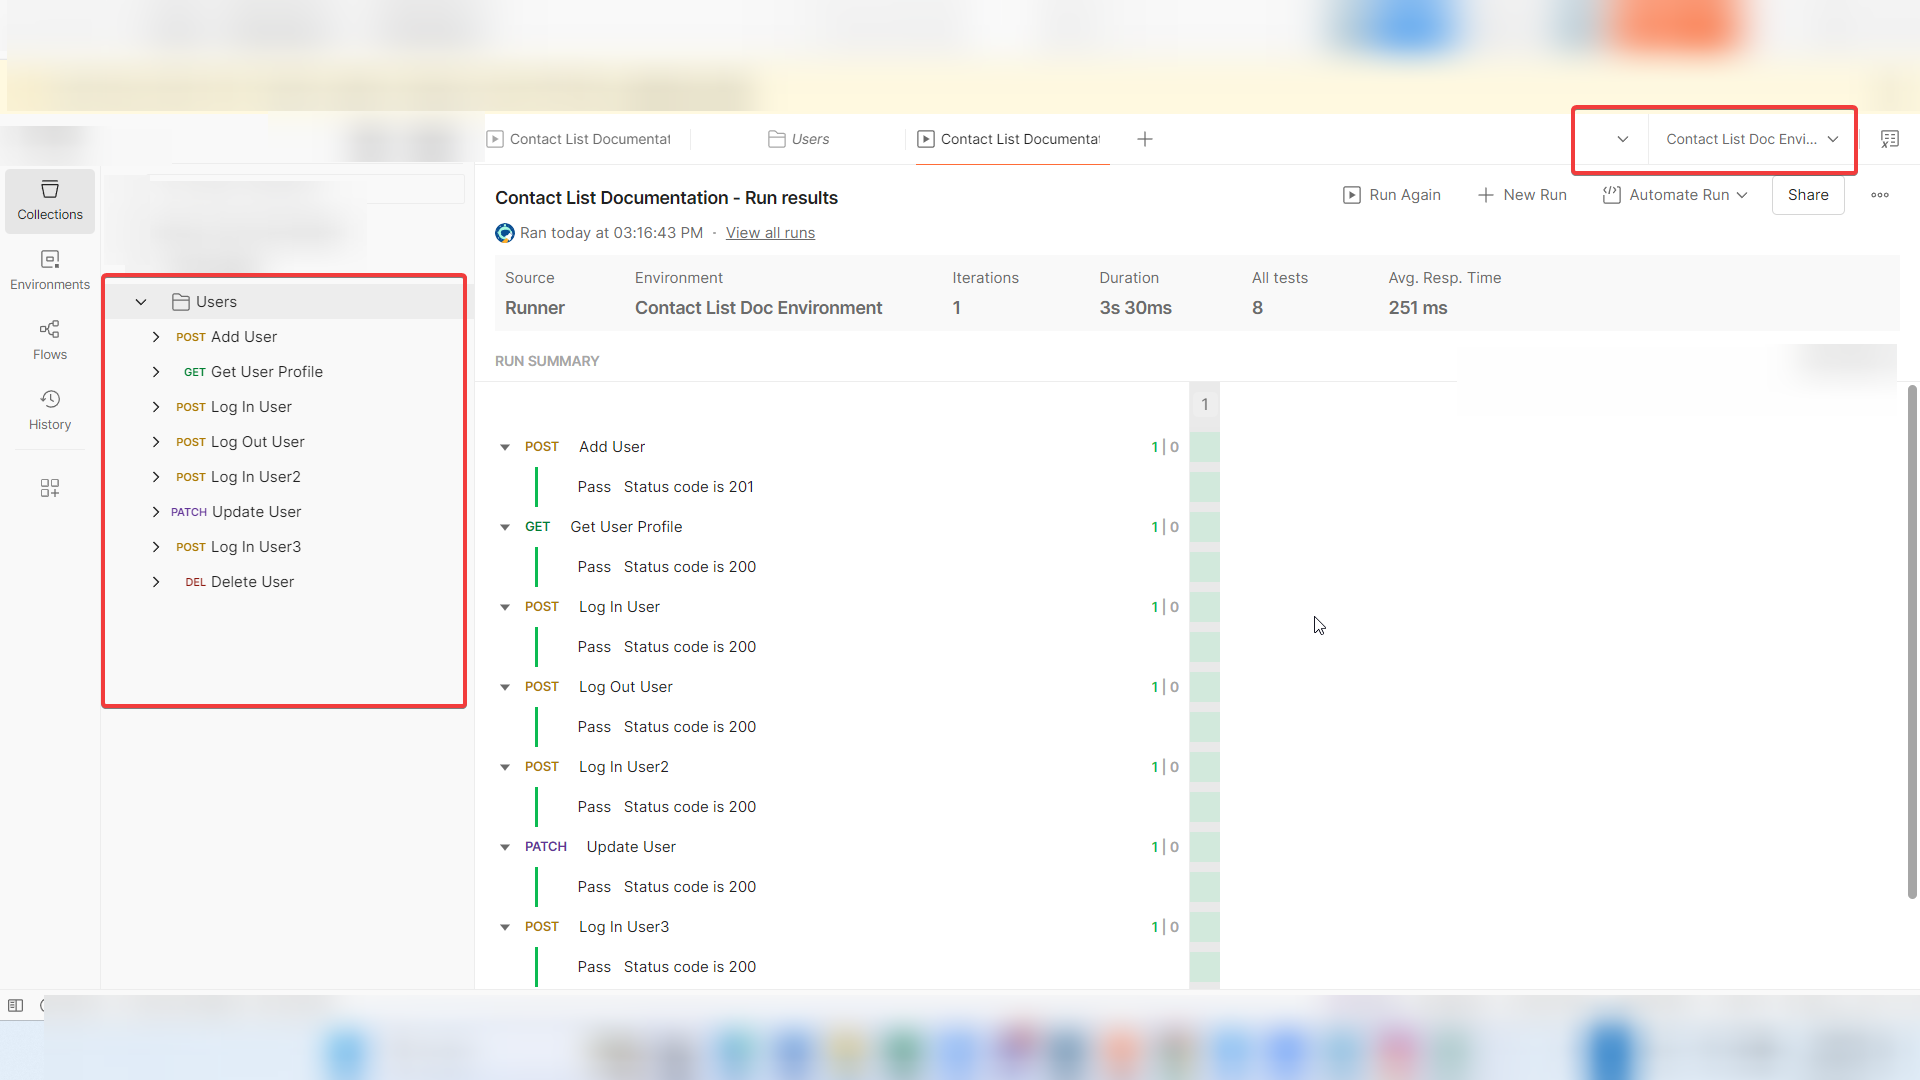 Contact List Documentat
Users
Contact List Documentat
Contact List Doc Envi...
Collections
Environments
Flows
History
Users
POST Add User
GET Get User Profile
POST Log In User
POST Log Out User
POST Log In User2
PATCH Update User
POST Log In User3
DEL Delete User
Contact List Documentation - Run results
Run Again
New Run
Automate Run
Share
Ran today at 03:16:43 PM · View all runs
Source Environment Iterations Duration All tests Avg. Resp. Time
Runner Contact List Doc Environment 1 3s 30ms 8 251 ms
RUN SUMMARY
1
POST Add User 1 | 0
Pass Status code is 201
GET Get User Profile 1 | 0
Pass Status code is 200
POST Log In User 1 | 0
Pass Status code is 200
POST Log Out User 1 | 0
Pass Status code is 200
POST Log In User2 1 | 0
Pass Status code is 200
PATCH Update User 1 | 0
Pass Status code is 200
POST Log In User3 1 | 0
Pass Status code is 200